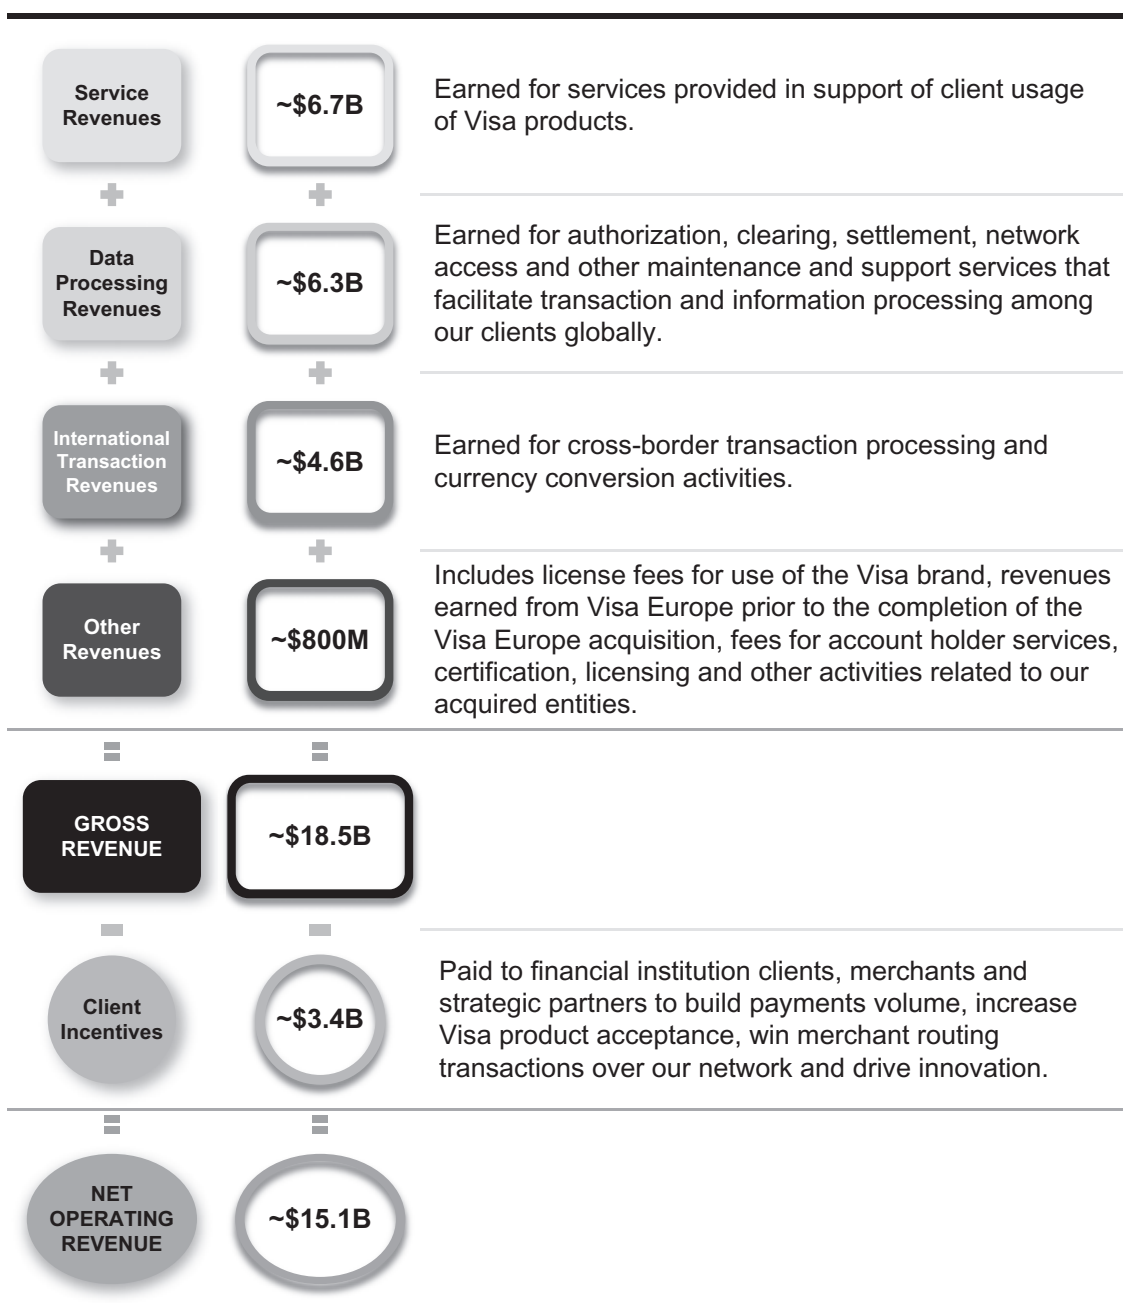 Service
Revenues
~$6.7B
Earned for services provided in support of client usage
of Visa products.
Data
Processing
Revenues
~$6.3B
Earned for authorization, clearing, settlement, network
access and other maintenance and support services that
facilitate transaction and information processing among
our clients globally.
International
Transaction
Revenues
~$4.6B
Earned for cross-border transaction processing and
currency conversion activities.
Other
Revenues
~$800M
Includes license fees for use of the Visa brand, revenues
earned from Visa Europe prior to the completion of the
Visa Europe acquisition, fees for account holder services,
certification, licensing and other activities related to our
acquired entities.
GROSS
REVENUE
~$18.5B
Client
Incentives
~$3.4B
Paid to financial institution clients, merchants and
strategic partners to build payments volume, increase
Visa product acceptance, win merchant routing
transactions over our network and drive innovation.
NET
OPERATING
REVENUE
~$15.1B